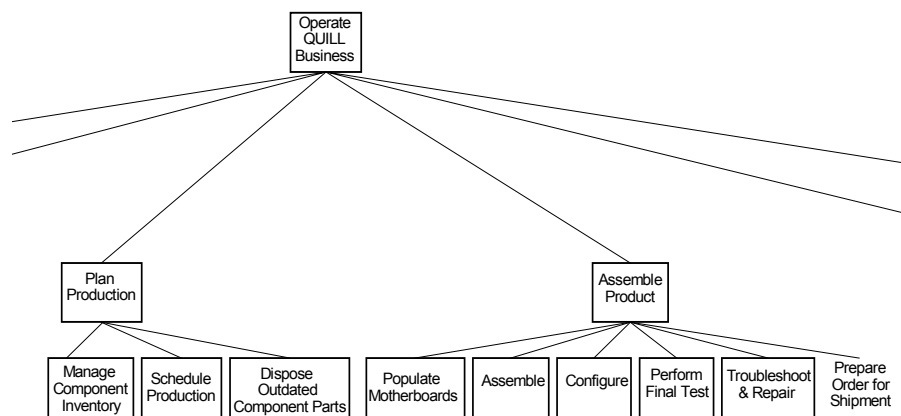 Operate
QUILL
Business
Plan
Production
Assemble
Product
Manage
Component
Inventory
Schedule
Production
Dispose
Outdated
Component Parts
Populate
Motherboards
Assemble
Configure
Perform
Final Test
Troubleshoot
& Repair
Prepare
Order for
Shipment